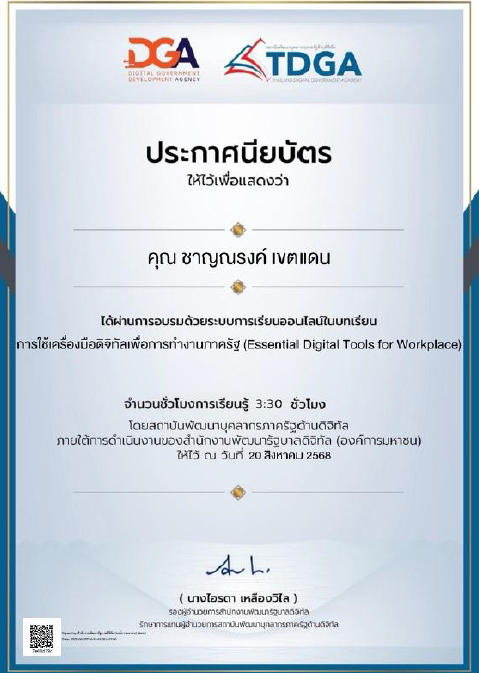 DGA
DIGITAL GOVERNMENT
DEVELOPMENT AGENCY
TDGA
THAILAND DIGITAL GOVERNMENT ACADEMY
ประกาศนียบัตร
ให้ไว้เพื่อแสดงว่า
คุณ ชาญณรงค์ เขตแดน
ได้ผ่านการอบรมด้วยระบบการเรียนออนไลน์ในบทเรียน
การใช้เครื่องมือดิจิทัลเพื่อการทำงานภาครัฐ (Essential Digital Tools for Workplace)
จำนวนชั่วโมงการเรียนรู้ 3:30 ชั่วโมง
โดยสถาบันพัฒนาบุคลากรภาครัฐด้านดิจิทัล
ภายใต้การดำเนินงานของสำนักงานพัฒนารัฐบาลดิจิทัล (องค์การมหาชน)
ให้ไว้ ณ วันที่ 20 สิงหาคม 2568
( นางไอรดา เหลืองวิไล )
รองผู้อำนวยการสำนักงานพัฒนารัฐบาลดิจิทัล
รักษาการแทนผู้อำนวยการสถาบันพัฒนาบุคลากรภาครัฐด้านดิจิทัล